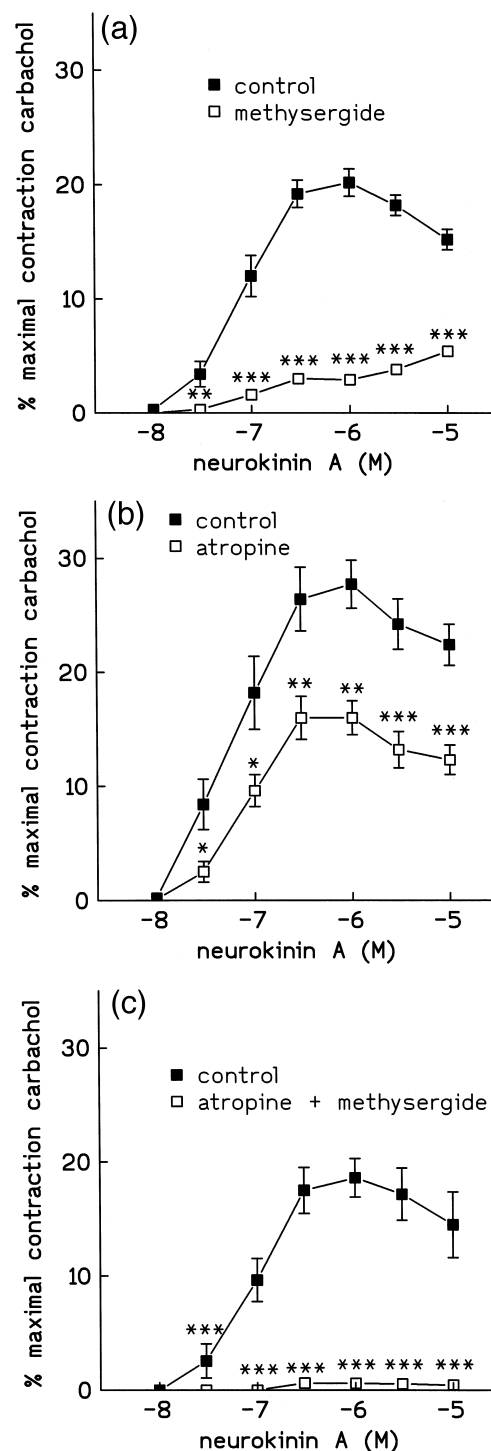 (a)
% maximal contraction carbachol
30
20
10
0
■ control
□ methysergide
** *** *** *** *** ***
-8 -7 -6 -5
neurokinin A (M)
(b)
% maximal contraction carbachol
30
20
10
0
■ control
□ atropine
* * ** ** *** ***
-8 -7 -6 -5
neurokinin A (M)
(c)
% maximal contraction carbachol
30
20
10
0
■ control
□ atropine + methysergide
*** *** *** *** *** ***
-8 -7 -6 -5
neurokinin A (M)